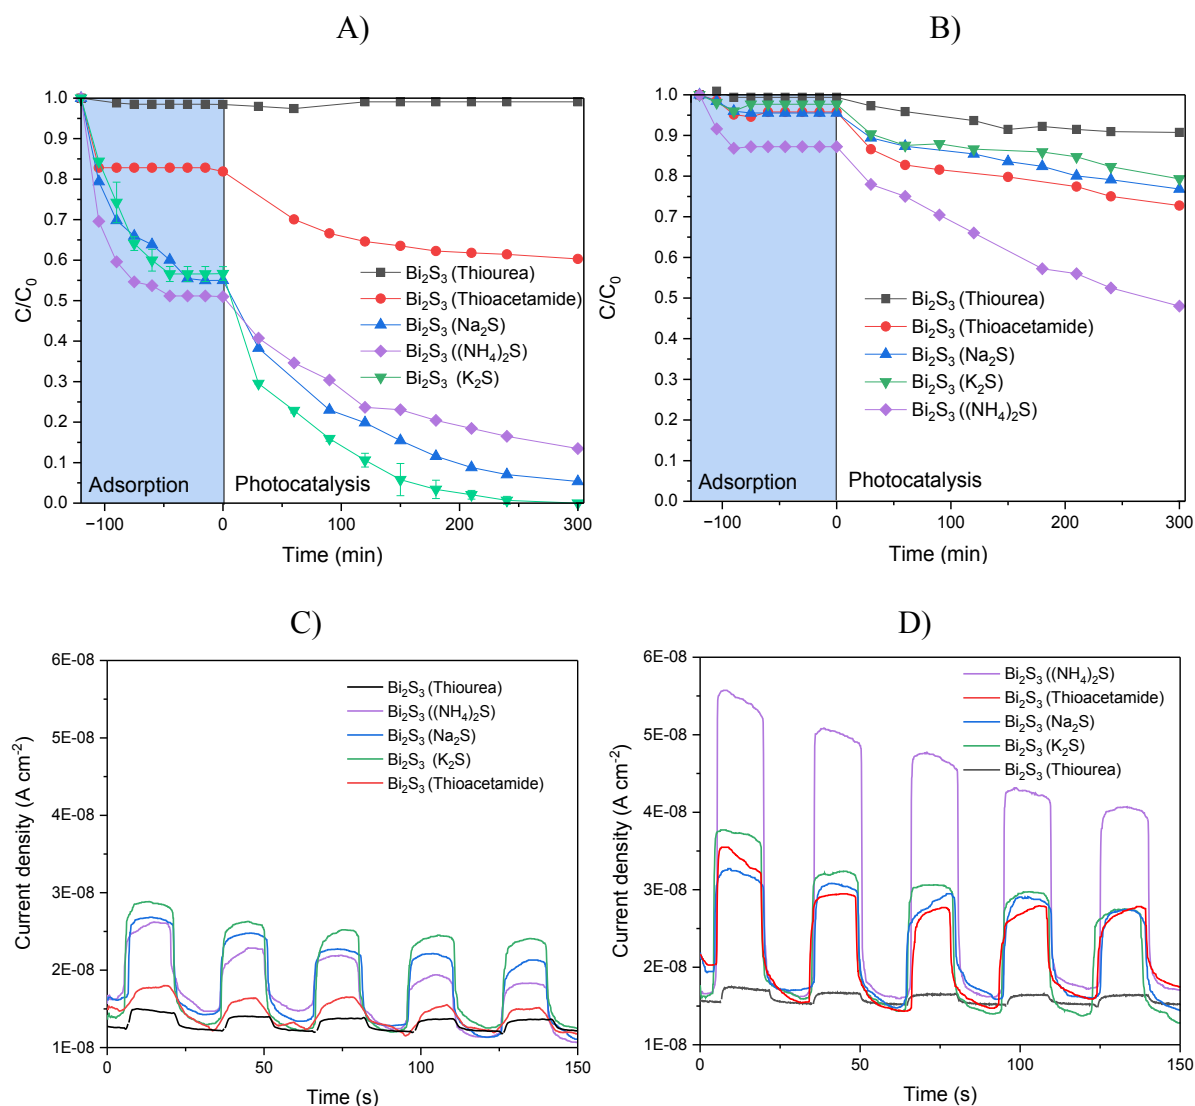 A)
B)
1.0
0.9
0.8
0.7
0.6
0.5
0.4
0.3
0.2
0.1
0.0
C/C₀
Bi₂S₃ (Thiourea)
Bi₂S₃ (Thioacetamide)
Bi₂S₃ (Na₂S)
Bi₂S₃ ((NH₄)₂S)
Bi₂S₃ (K₂S)
Adsorption
Photocatalysis
−100 0 100 200 300
Time (min)
1.0
0.9
0.8
0.7
0.6
0.5
0.4
0.3
0.2
0.1
0.0
C/C₀
Bi₂S₃ (Thiourea)
Bi₂S₃ (Thioacetamide)
Bi₂S₃ (Na₂S)
Bi₂S₃ (K₂S)
Bi₂S₃ ((NH₄)₂S)
Adsorption
Photocatalysis
−100 0 100 200 300
Time (min)
C)
D)
6E-08
5E-08
4E-08
3E-08
2E-08
1E-08
Current density (A cm⁻²)
Bi₂S₃ (Thiourea)
Bi₂S₃ ((NH₄)₂S)
Bi₂S₃ (Na₂S)
Bi₂S₃ (K₂S)
Bi₂S₃ (Thioacetamide)
0 50 100 150
Time (s)
6E-08
5E-08
4E-08
3E-08
2E-08
1E-08
Current density (A cm⁻²)
Bi₂S₃ ((NH₄)₂S)
Bi₂S₃ (Thioacetamide)
Bi₂S₃ (Na₂S)
Bi₂S₃ (K₂S)
Bi₂S₃ (Thiourea)
0 50 100 150
Time (s)